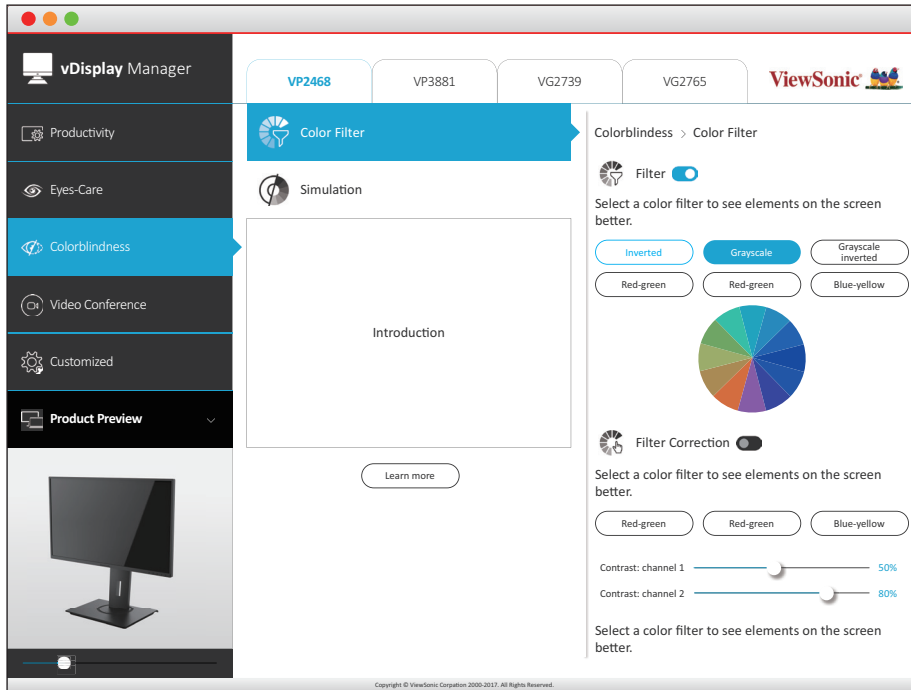 vDisplay Manager
VP2468
VP3881
VG2739
VG2765
ViewSonic
Productivity
Eyes-Care
Colorblindness
Video Conference
Customized
Product Preview
Color Filter
Simulation
Introduction
Learn more
Colorblindess > Color Filter
Filter
Select a color filter to see elements on the screen
better.
Inverted
Grayscale
Grayscale
inverted
Red-green
Red-green
Blue-yellow
Filter Correction
Select a color filter to see elements on the screen
better.
Red-green
Red-green
Blue-yellow
Contrast: channel 1
50%
Contrast: channel 2
80%
Select a color filter to see elements on the screen
better.
Copyright © ViewSonic Corpation 2000-2017. All Rights Reserved.